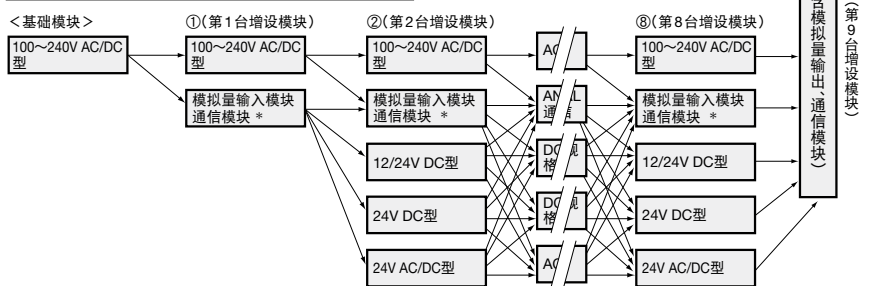 <基础模块>
①(第1台增设模块)
②(第2台增设模块)
⑧(第8台增设模块)
100～240V AC/DC
型
100～240V AC/DC
型
模拟量输入模块
通信模块 *
100～240V AC/DC
型
模拟量输入模块
通信模块 *
12/24V DC型
24V DC型
24V AC/DC型
AC
通信
格
格
AC
100～240V AC/DC
型
模拟量输入模块
通信模块 *
12/24V DC型
24V DC型
24V AC/DC型
模拟量输出、通信模块)
(第9台增设模块)